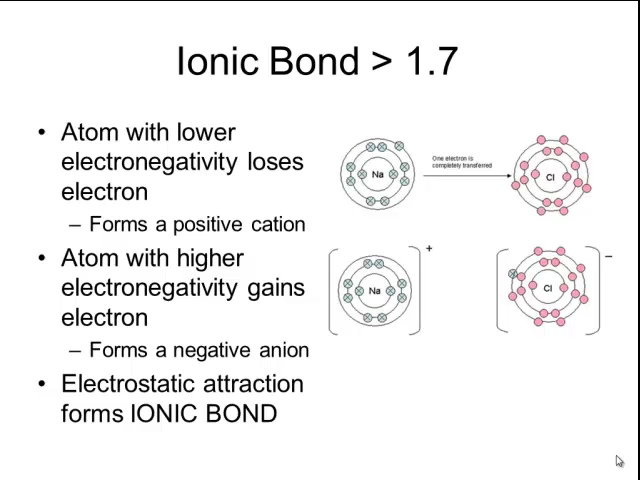 Ionic Bond > 1.7
• Atom with lower
electronegativity loses
electron
– Forms a positive cation
• Atom with higher
electronegativity gains
electron
– Forms a negative anion
• Electrostatic attraction
forms IONIC BOND
Na
One electron is
completely transferred
Cl
Na
+
Cl
–